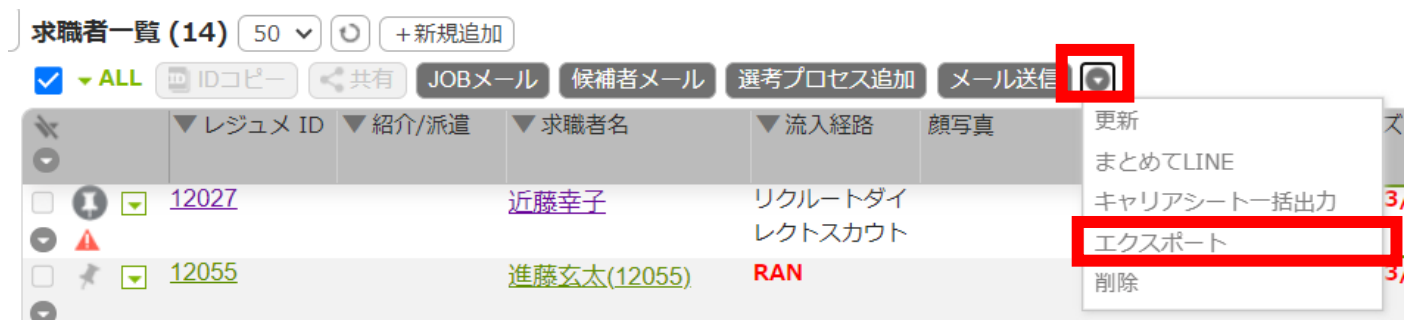 求職者一覧 (14) 50 +新規追加
ALL IDコピー 共有 JOBメール 候補者メール 選考プロセス追加 メール送信
▼レジュメ ID ▼紹介/派遣 ▼求職者名 ▼流入経路 顔写真 ズ
更新
まとめてLINE
キャリアシート一括出力
エクスポート
削除
12027 近藤幸子 リクルートダイ 3/
レクトスカウト
12055 進藤玄太(12055) RAN 3/